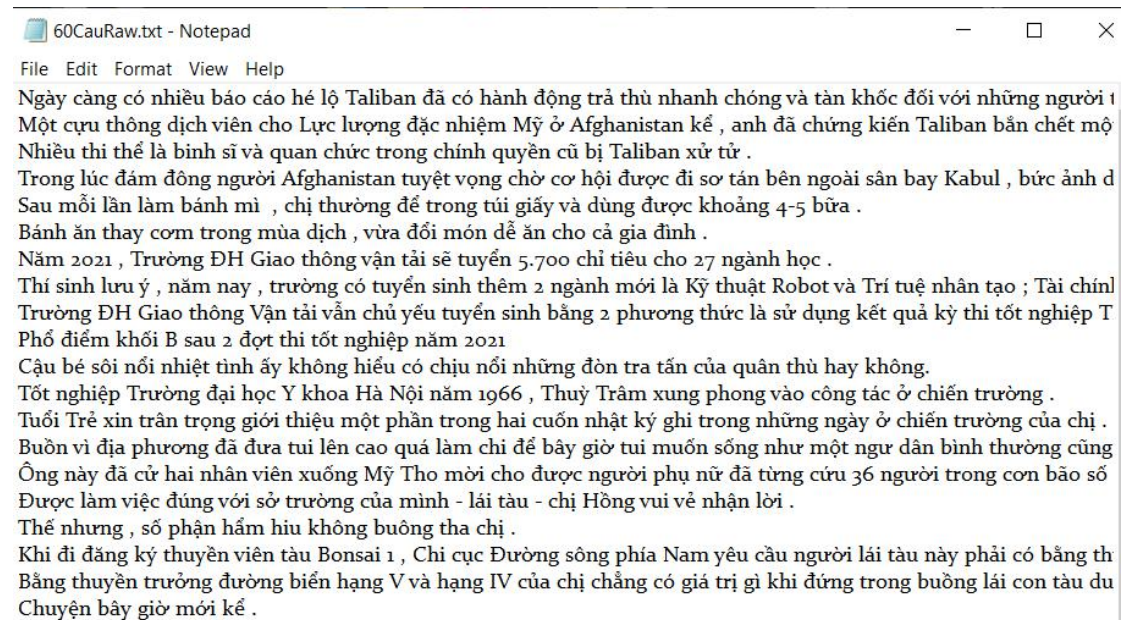 60CauRaw.txt - Notepad
File Edit Format View Help
Ngày càng có nhiều báo cáo hé lộ Taliban đã có hành động trả thù nhanh chóng và tàn khốc đối với những người
Một cựu thông dịch viên cho Lực lượng đặc nhiệm Mỹ ở Afghanistan kể , anh đã chứng kiến Taliban bắn chết
Nhiều thi thể là binh sĩ và quan chức trong chính quyền cũ bị Taliban xử tử .
Trong lúc đám đông người Afghanistan tuyệt vọng chờ cơ hội được đi sơ tán bên ngoài sân bay Kabul , bức ảnh
Sau mỗi lần làm bánh mì  , chị thường để trong túi giấy và dùng được khoảng 4-5 bữa .
Bánh ăn thay cơm trong mùa dịch , vừa đổi món dễ ăn cho cả gia đình .
Năm 2021 , Trường ĐH Giao thông vận tải sẽ tuyển 5.700 chỉ tiêu cho 27 ngành học .
Thí sinh lưu ý , năm nay , trường có tuyển sinh thêm 2 ngành mới là Kỹ thuật Robot và Trí tuệ nhân tạo ; Tài
Trường ĐH Giao thông Vận tải vẫn chủ yếu tuyển sinh bằng 2 phương thức là sử dụng kết quả kỳ thi tốt nghiệp
Phổ điểm khối B sau 2 đợt thi tốt nghiệp năm 2021
Cậu bé sôi nổi nhiệt tình ấy không hiểu có chịu nổi những đòn tra tấn của quân thù hay không.
Tốt nghiệp Trường đại học Y khoa Hà Nội năm 1966 , Thuỳ Trâm xung phong vào công tác ở chiến trường .
Tuổi Trẻ xin trân trọng giới thiệu một phần trong hai cuốn nhật ký ghi trong những ngày ở chiến trường của chị .
Buồn vì địa phương đã đưa tui lên cao quá làm chi để bây giờ tui muốn sống như một ngư dân bình thường cũng
Ông này đã cử hai nhân viên xuống Mỹ Tho mời cho được người phụ nữ đã từng cứu 36 người trong cơn bão số
Được làm việc đúng với sở trường của mình - lái tàu - chị Hồng vui vẻ nhận lời .
Thế nhưng , số phận hẩm hiu không buông tha chị .
Khi đi đăng ký thuyền viên tàu Bonsai 1 , Chi cục Đường sông phía Nam yêu cầu người lái tàu này phải có bằng
Bằng thuyền trưởng đường biển hạng V và hạng IV của chị chẳng có giá trị gì khi đứng trong buồng lái con tàu du
Chuyện bây giờ mới kể .